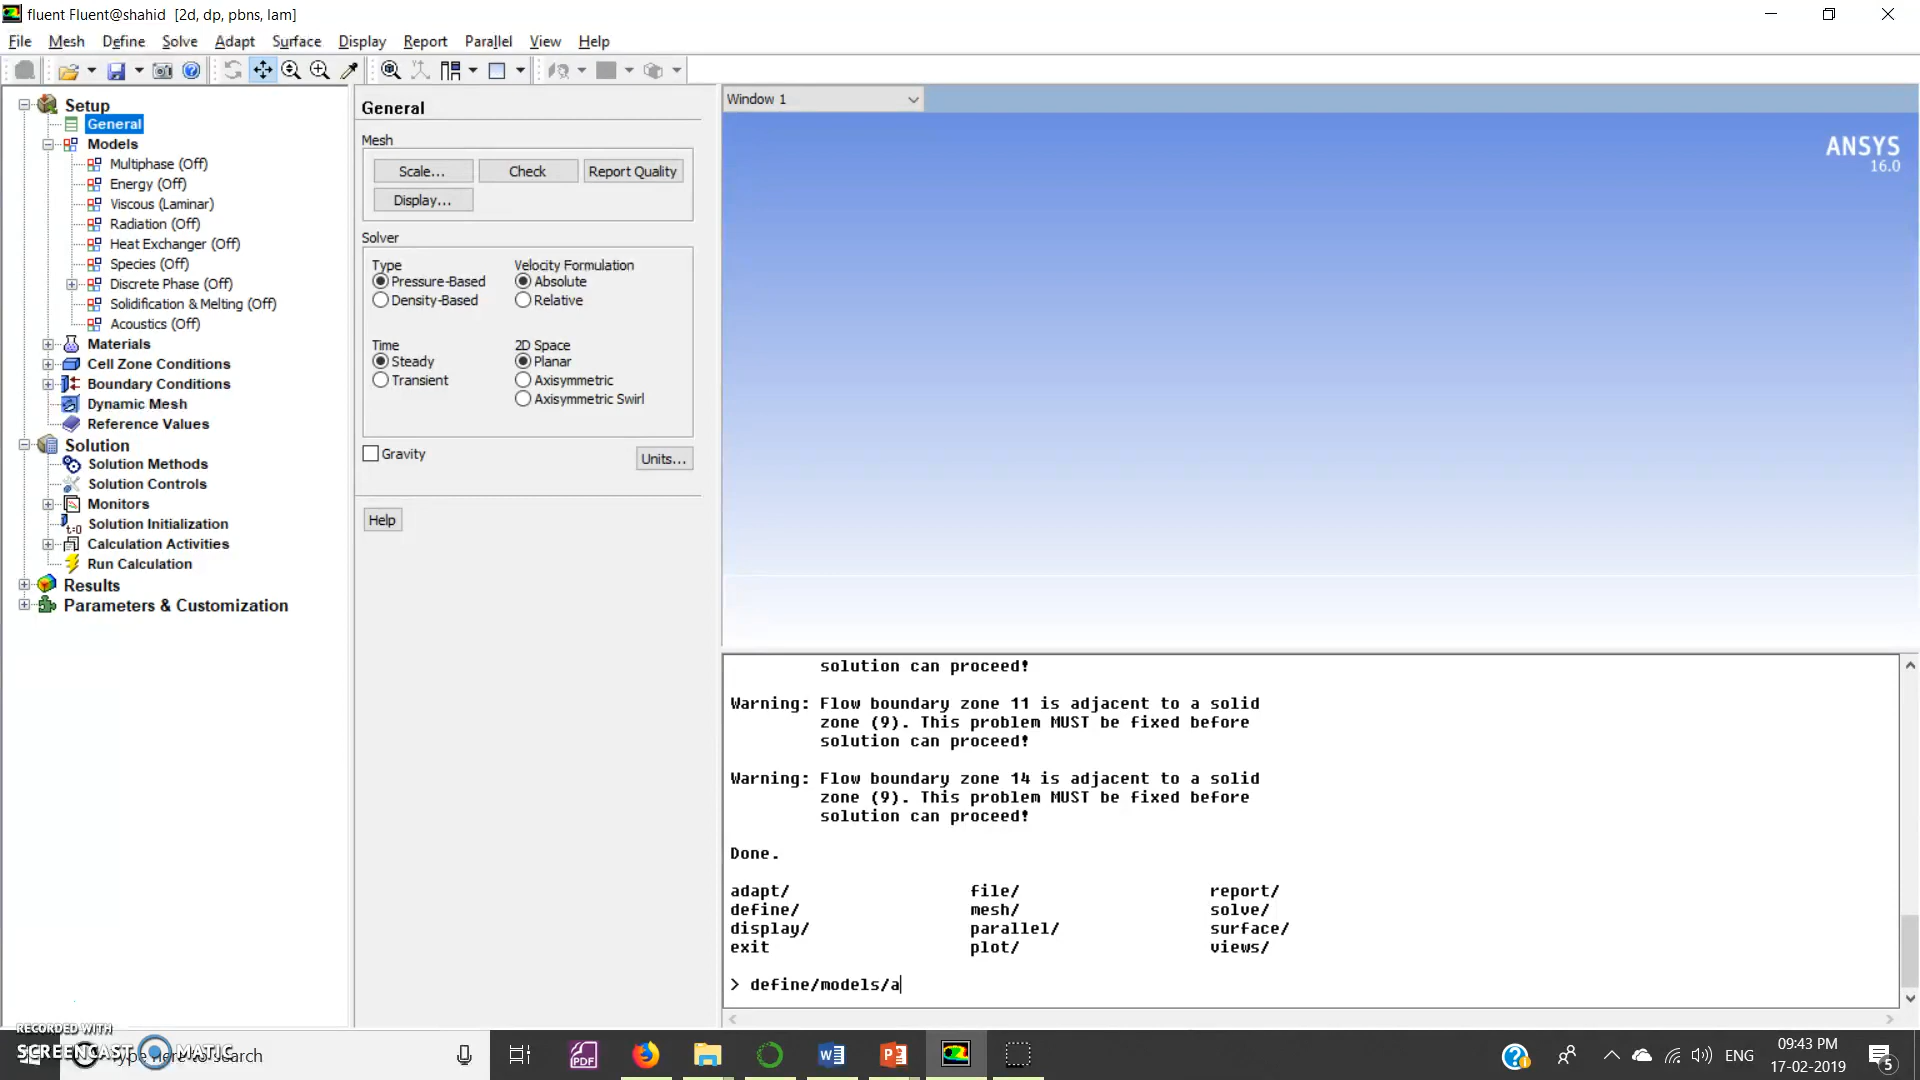 fluent Fluent@shahid [2d, dp, pbns, lam]
File Mesh Define Solve Adapt Surface Display Report Parallel View Help
Setup
General
Models
Multiphase (Off)
Energy (Off)
Viscous (Laminar)
Radiation (Off)
Heat Exchanger (Off)
Species (Off)
Discrete Phase (Off)
Solidification & Melting (Off)
Acoustics (Off)
Materials
Cell Zone Conditions
Boundary Conditions
Dynamic Mesh
Reference Values
Solution
Solution Methods
Solution Controls
Monitors
Solution Initialization
Calculation Activities
Run Calculation
Results
Parameters & Customization
General
Mesh
Scale... Check Report Quality
Display...
Solver
Type Velocity Formulation
Pressure-Based Absolute
Density-Based Relative
Time 2D Space
Steady Planar
Transient Axisymmetric
Axisymmetric Swirl
Gravity Units...
Help
Window 1
ANSYS
16.0
solution can proceed!
Warning: Flow boundary zone 11 is adjacent to a solid
zone (9). This problem MUST be fixed before
solution can proceed!
Warning: Flow boundary zone 14 is adjacent to a solid
zone (9). This problem MUST be fixed before
solution can proceed!
Done.
adapt/ file/ report/
define/ mesh/ solve/
display/ parallel/ surface/
exit plot/ views/
> define/models/a
RECORDED WITH
SCREENCAST MATIC
Type here to search
ENG
09:43 PM
17-02-2019
5